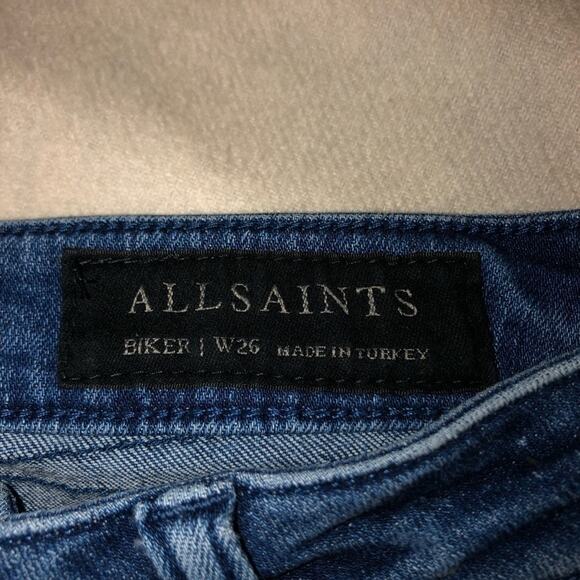 ALLSAINTS
BIKER | W26 MADE IN TURKEY